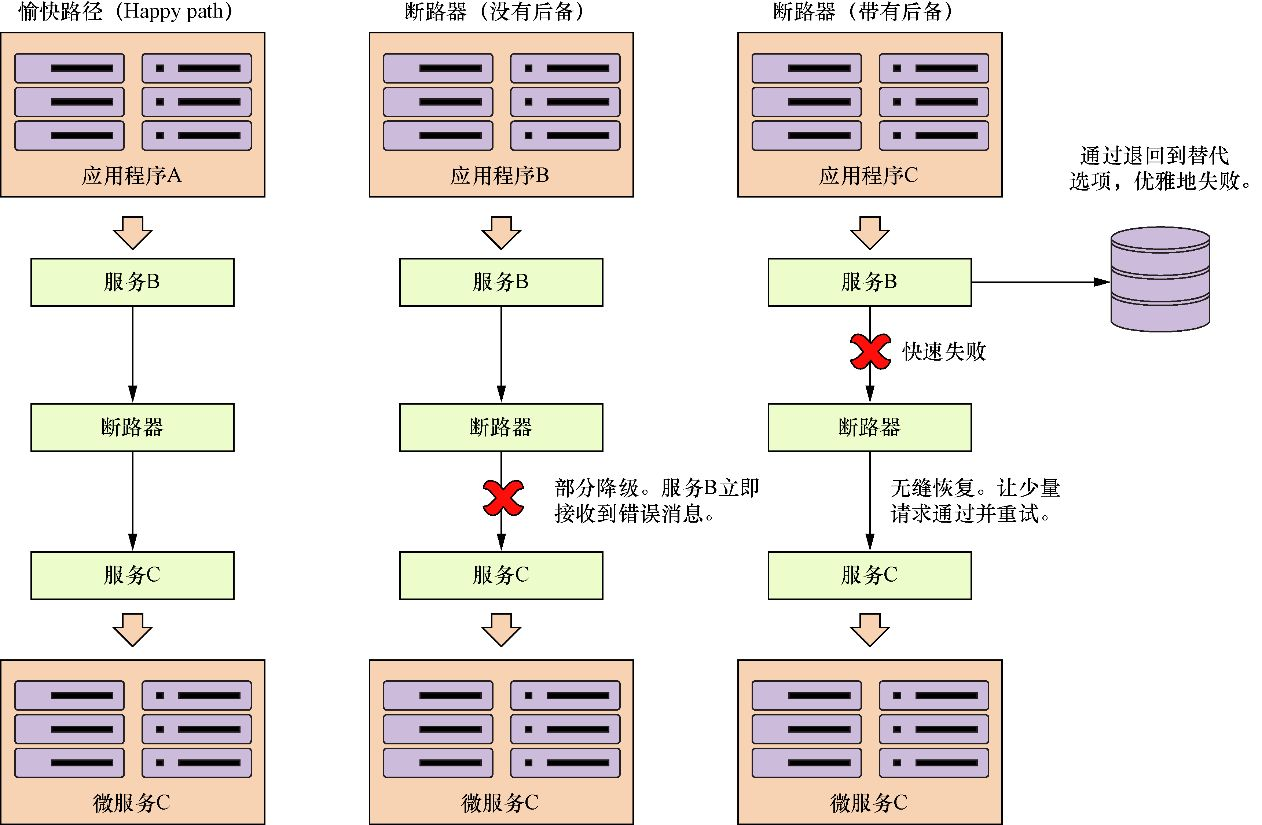 愉快路径（Happy path）
断路器（没有后备）
断路器（带有后备）
应用程序A
应用程序B
应用程序C
通过退回到替代
选项，优雅地失败。
服务B
服务B
服务B
快速失败
断路器
断路器
断路器
部分降级。服务B立即
接收到错误消息。
无缝恢复。让少量
请求通过并重试。
服务C
服务C
服务C
微服务C
微服务C
微服务C